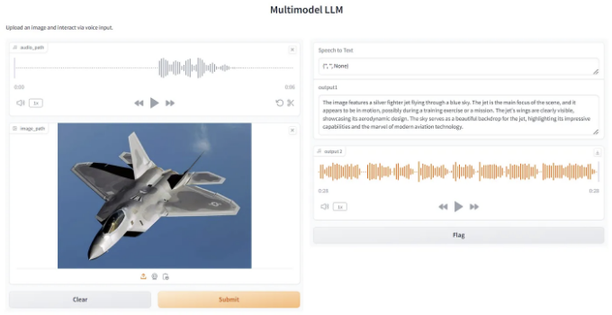 Multimodel LLM
Upload an image and interact via voice input.
audio_path
0:00
0:06
1x
image_path
Clear
Submit
Speech to Text
('', '', None)
output1
The image features a silver fighter jet flying through a blue sky. The jet is the main focus of the scene, and it
appears to be in motion, possibly during a training exercise or a mission. The jet's wings are clearly visible,
showcasing its aerodynamic design. The sky serves as a beautiful backdrop for the jet, highlighting its impressive
capabilities and the marvel of modern aviation technology.
output2
1x
Flag